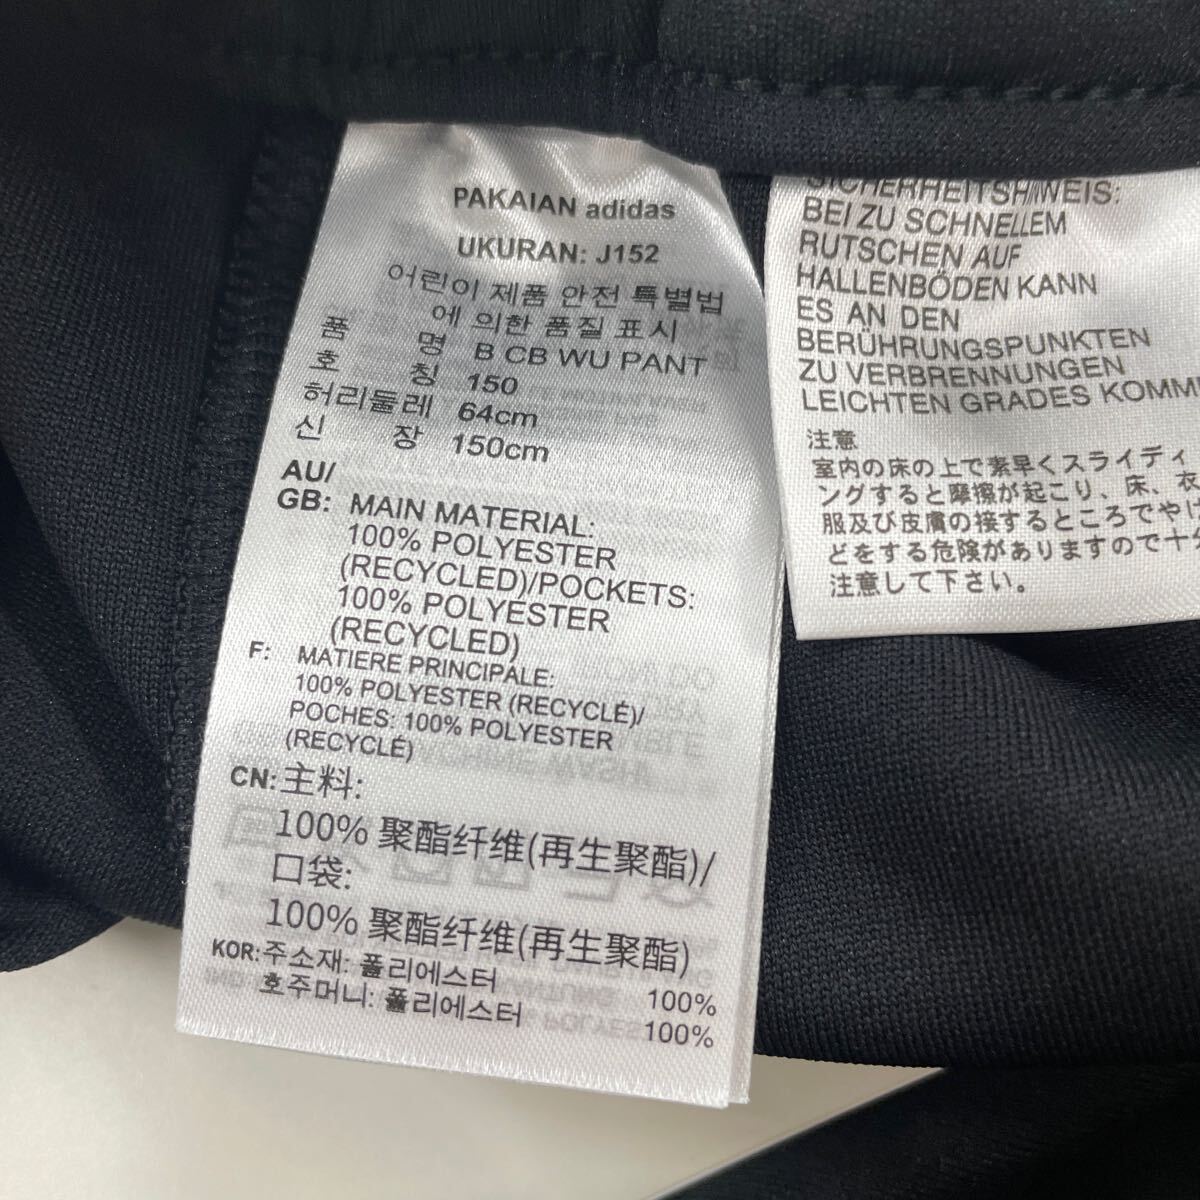 PAKAIAN adidas
UKURAN: J152
어린이 제품 안전 특별법
에 의한 품질 표시
품 명 B CB WU PANT
호 칭 150
허리둘레 64cm
신 장 150cm
AU/
GB: MAIN MATERIAL:
100% POLYESTER
(RECYCLED)/POCKETS:
100% POLYESTER
(RECYCLED)
F: MATIERE PRINCIPALE:
100% POLYESTER (RECYCLÉ)/
POCHES: 100% POLYESTER
(RECYCLÉ)
CN: 主料:
100% 聚酯纤维(再生聚酯)/
口袋:
100% 聚酯纤维(再生聚酯)
KOR: 주소재: 폴리에스터 100%
호주머니: 폴리에스터 100%
SICHERHEITSHINWEIS:
BEI ZU SCHNELLEM
RUTSCHEN AUF
HALLENBÖDEN KANN
ES AN DEN
BERÜHRUNGSPUNKTEN
ZU VERBRENNUNGEN
LEICHTEN GRADES KOMME
注意
室内の床の上で素早くスライディ
ングすると摩擦が起こり、床、衣
服及び皮膚の接するところでやけ
どをする危険がありますので十分
注意して下さい。